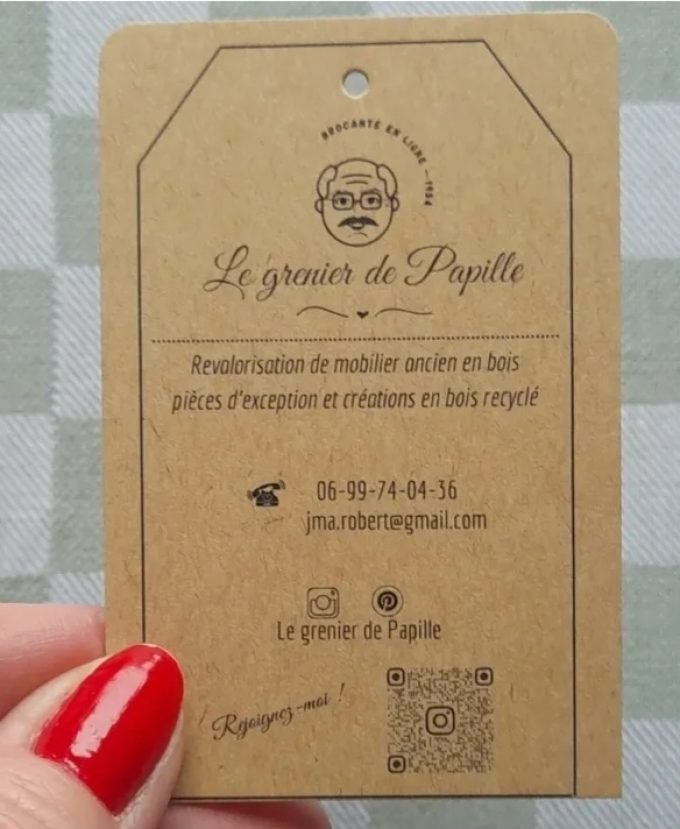 BROCANTE EN LIGNE - 1954
Le grenier de Papille
Revalorisation de mobilier ancien en bois
pièces d'exception et créations en bois recyclé
06-99-74-04-36
jma.robert@gmail.com
Le grenier de Papille
Rejoignez-moi !